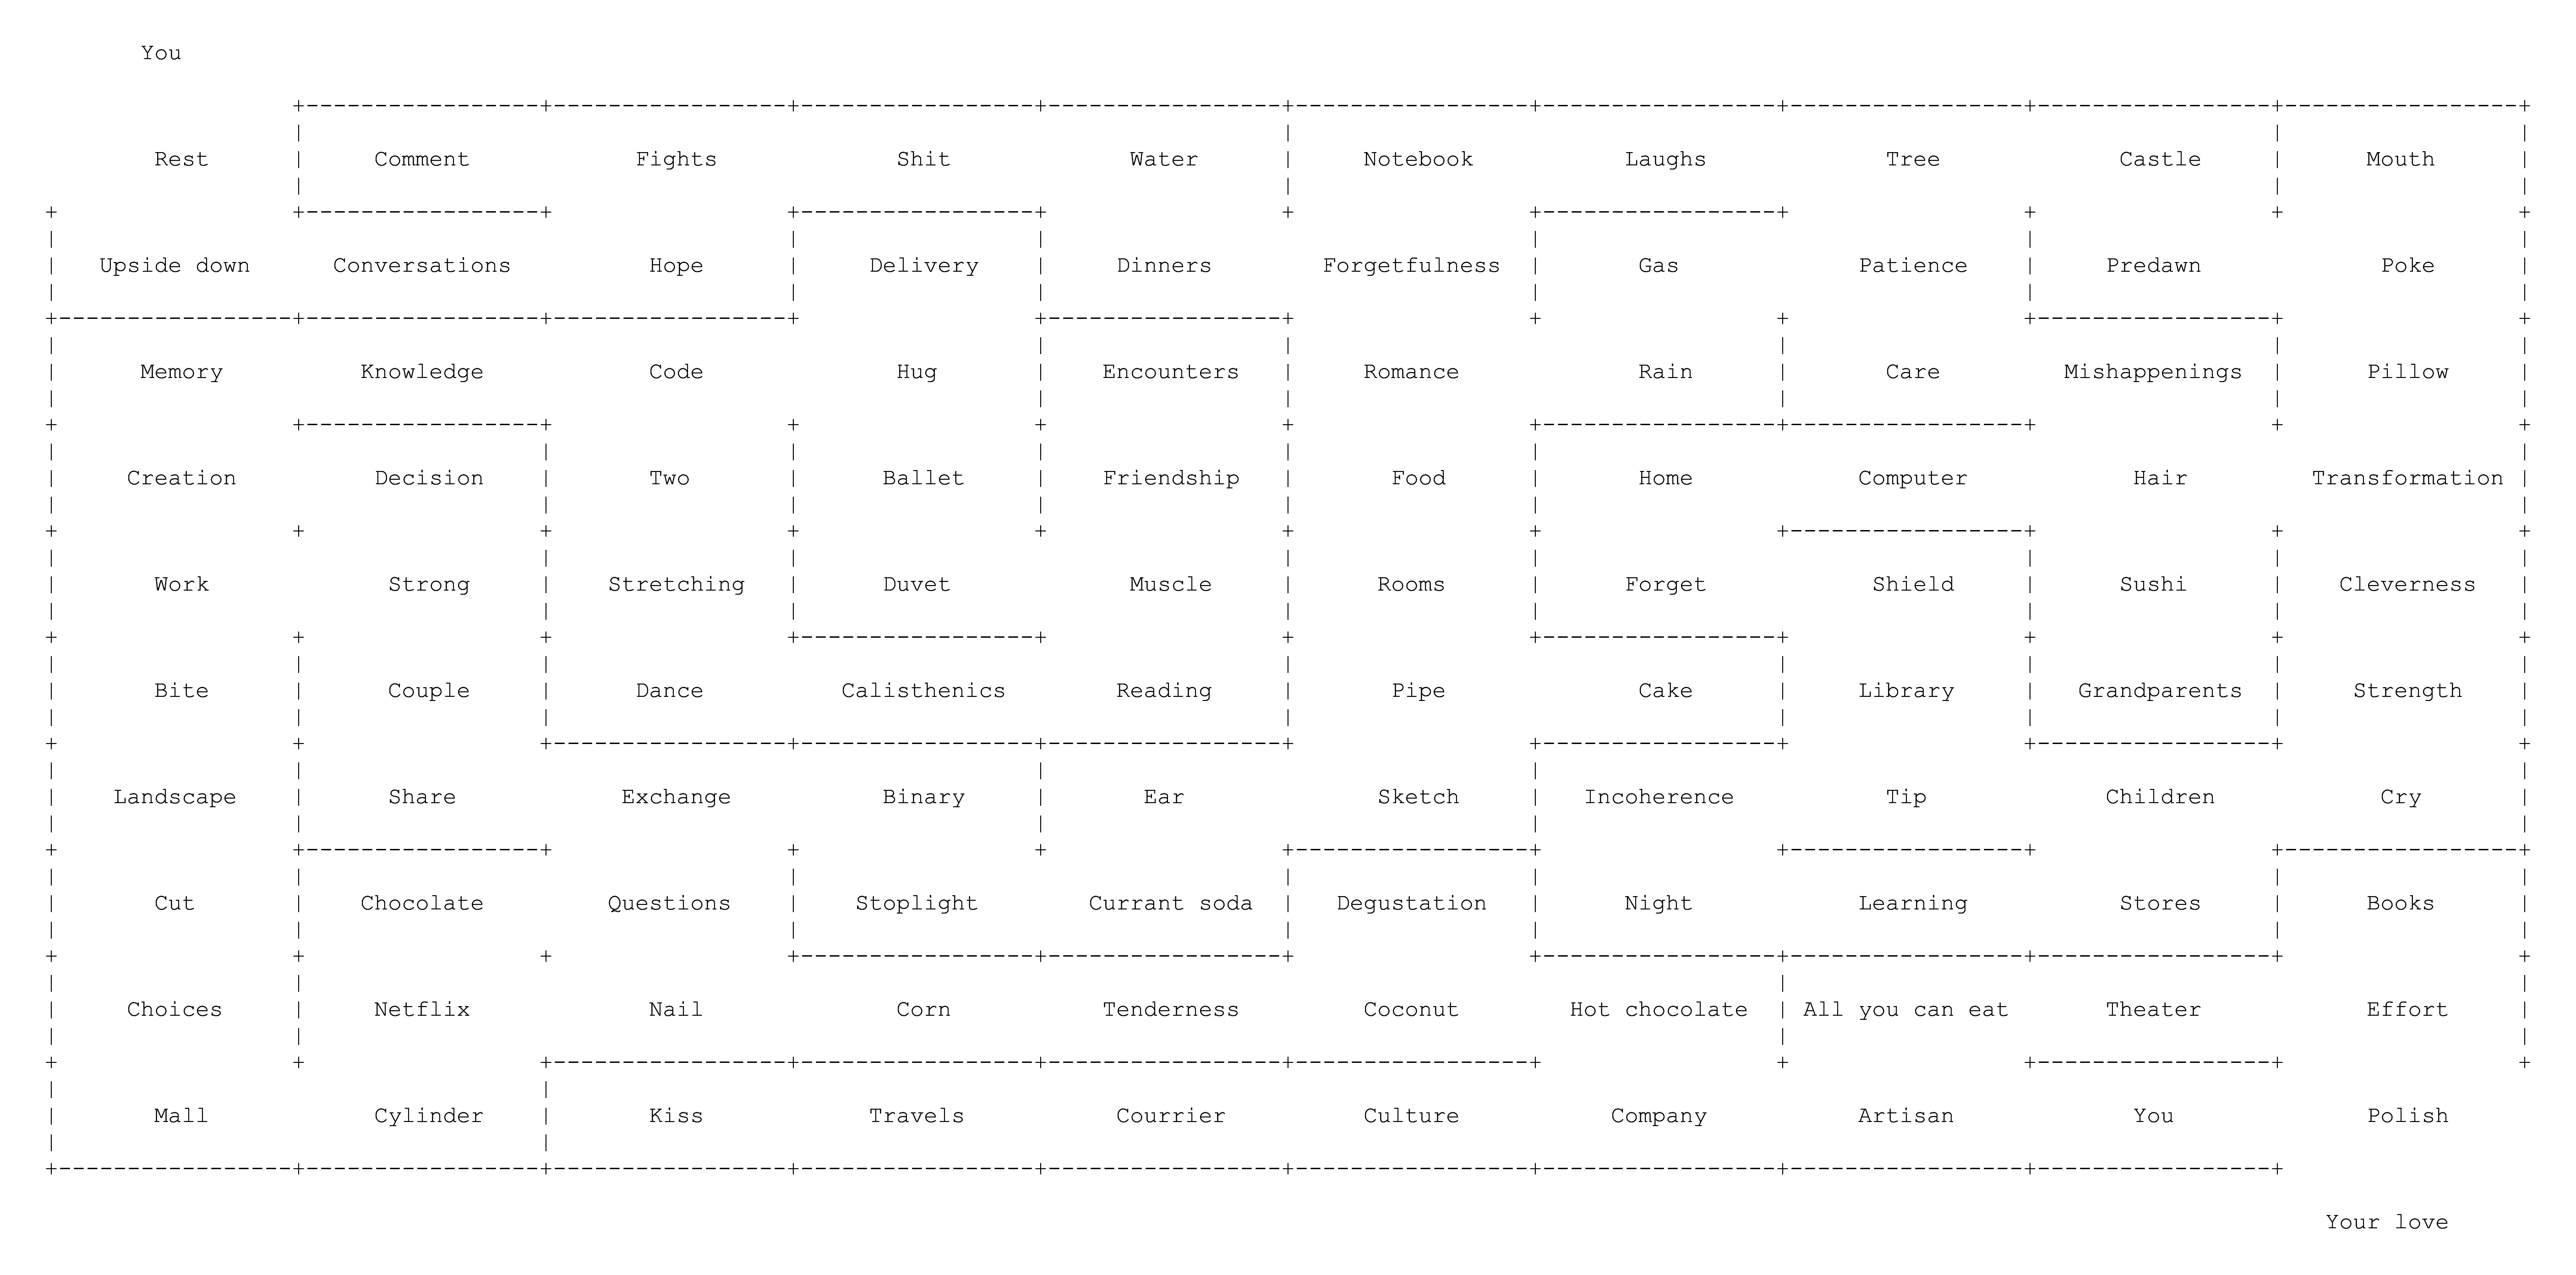 You
Rest Comment Fights Shit Water Notebook Laughs Tree Castle Mouth
Upside down Conversations Hope Delivery Dinners Forgetfulness Gas Patience Predawn Poke
Memory Knowledge Code Hug Encounters Romance Rain Care Mishappenings Pillow
Creation Decision Two Ballet Friendship Food Home Computer Hair Transformation
Work Strong Stretching Duvet Muscle Rooms Forget Shield Sushi Cleverness
Bite Couple Dance Calisthenics Reading Pipe Cake Library Grandparents Strength
Landscape Share Exchange Binary Ear Sketch Incoherence Tip Children Cry
Cut Chocolate Questions Stoplight Currant soda Degustation Night Learning Stores Books
Choices Netflix Nail Corn Tenderness Coconut Hot chocolate All you can eat Theater Effort
Mall Cylinder Kiss Travels Courrier Culture Company Artisan You Polish
Your love